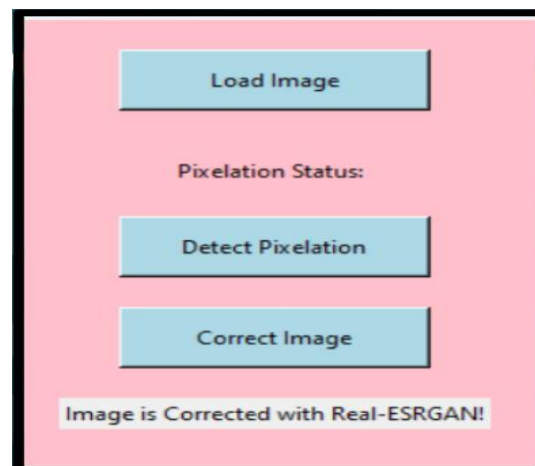 Load Image
Pixelation Status:
Detect Pixelation
Correct Image
Image is Corrected with Real-ESRGAN!